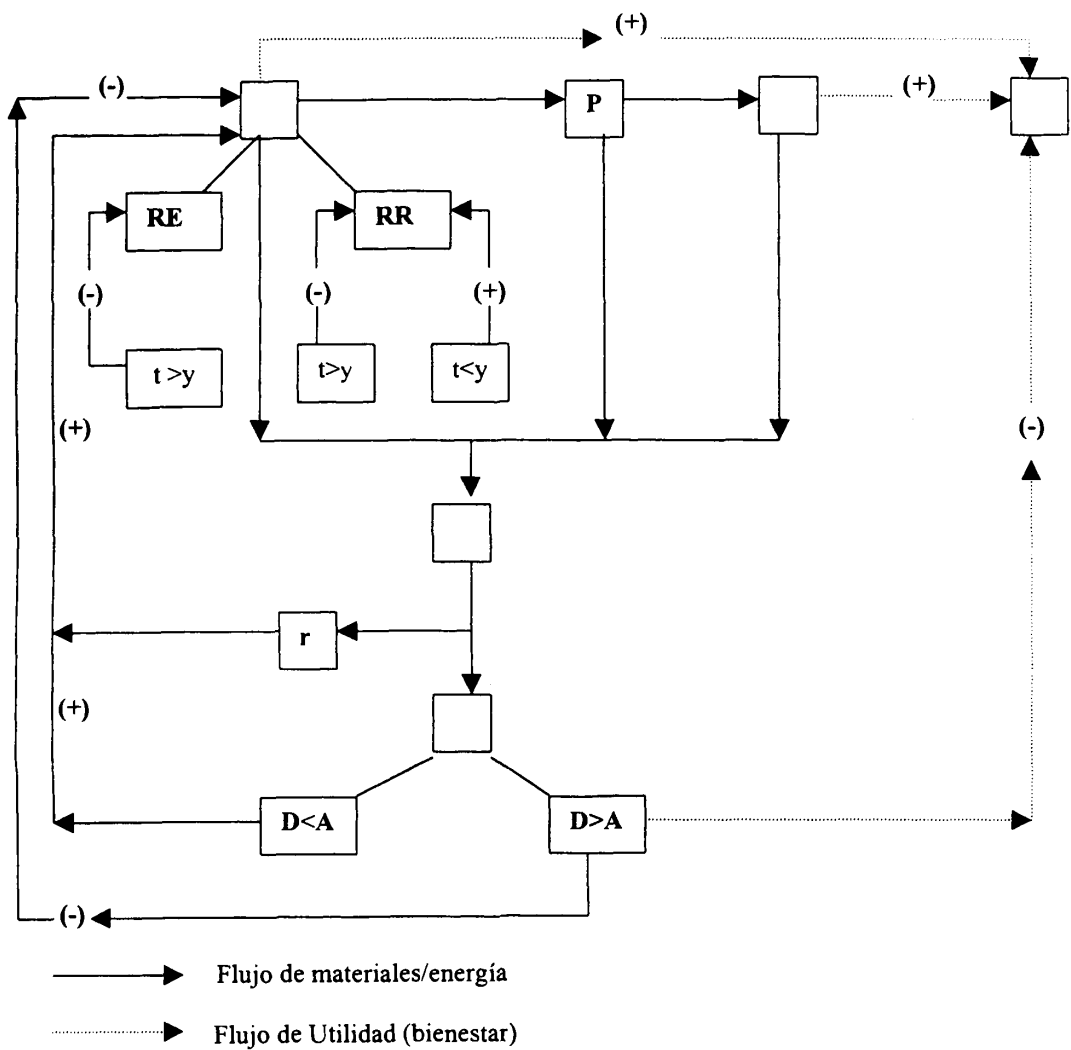 (+)
(-)
(+)
P
RE
RR
(-)
(-)
(+)
t >y
t>y
t<y
(+)
(-)
r
(+)
D<A
D>A
(-)
Flujo de materiales/energía
Flujo de Utilidad (bienestar)